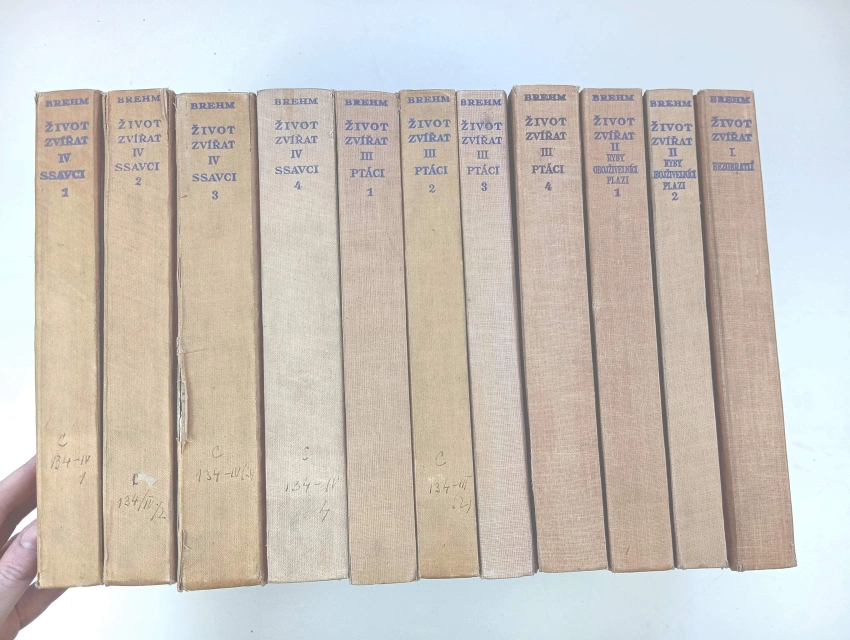 BREHM
ŽIVOT
ZVÍŘAT
IV
SSAVCI
1
C
134-IV
1
BREHM
ŽIVOT
ZVÍŘAT
IV
SSAVCI
2
C
134/IV
/2
BREHM
ŽIVOT
ZVÍŘAT
IV
SSAVCI
3
C
BREHM
ŽIVOT
ZVÍŘAT
IV
SSAVCI
4
134-IV
BREHM
ŽIVOT
ZVÍŘAT
III
PTÁCI
1
BREHM
ŽIVOT
ZVÍŘAT
III
PTÁCI
2
C
134-III
BREHM
ŽIVOT
ZVÍŘAT
III
PTÁCI
3
BREHM
ŽIVOT
ZVÍŘAT
III
PTÁCI
4
BREHM
ŽIVOT
ZVÍŘAT
II
RYBY
OBOJŽIVELNÍCI
PLAZI
1
BREHM
ŽIVOT
ZVÍŘAT
II
RYBY
OBOJŽIVELNÍCI
PLAZI
2
BREHM
ŽIVOT
ZVÍŘAT
I.
BEZOBRATLÍ